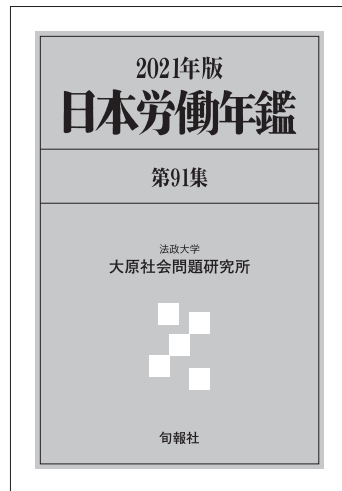 2021年版
日本労働年鑑
第91集
法政大学
大原社会問題研究所
旬報社